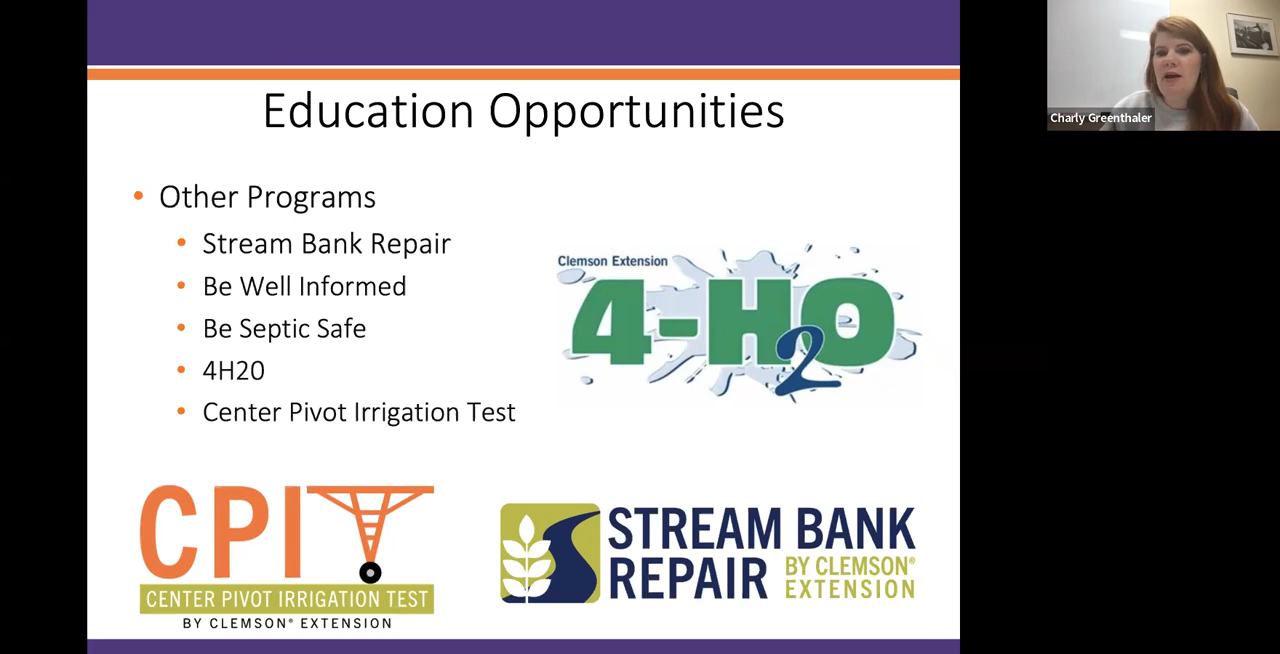 Education Opportunities
• Other Programs
• Stream Bank Repair
• Be Well Informed
• Be Septic Safe
• 4H20
• Center Pivot Irrigation Test
Clemson Extension
4-H2O
CPIT
CENTER PIVOT IRRIGATION TEST
BY CLEMSON® EXTENSION
STREAM BANK
REPAIR BY CLEMSON®
EXTENSION
Charly Greenthaler